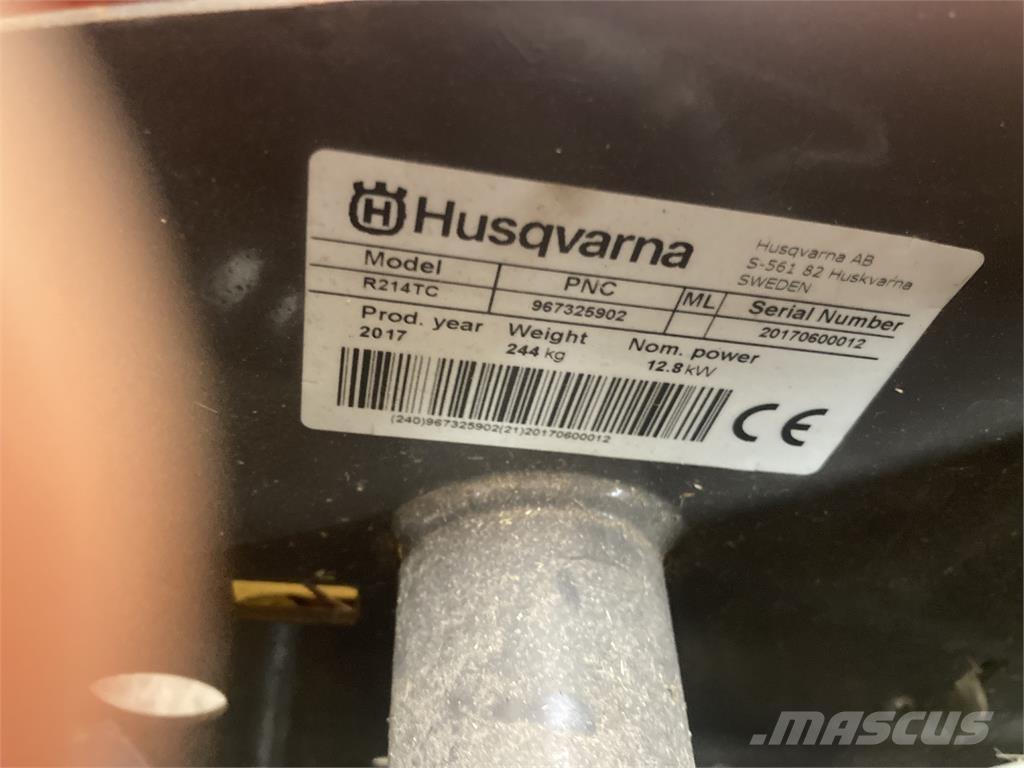 H Husqvarna
Husqvarna AB
S-561 82 Huskvarna
SWEDEN
Model PNC ML Serial Number
R214TC 967325902 20170600012
Prod. year Weight Nom. power
2017 244 kg 12.8 kW
(240)967325902(21)20170600012
CE
MASCUS